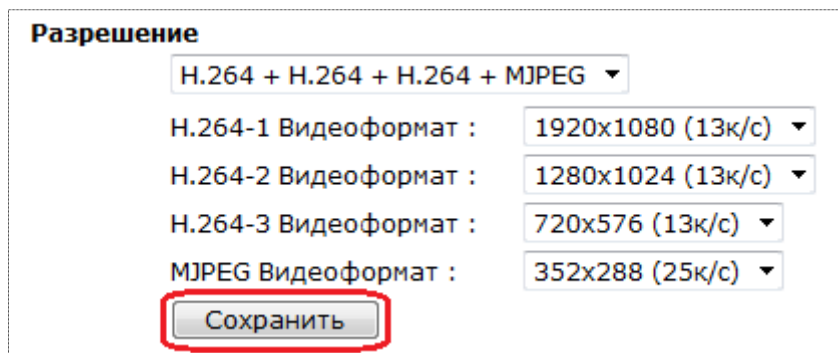 Разрешение
H.264 + H.264 + H.264 + MJPEG
H.264-1 Видеоформат : 1920x1080 (13к/с)
H.264-2 Видеоформат : 1280x1024 (13к/с)
H.264-3 Видеоформат : 720x576 (13к/с)
MJPEG Видеоформат : 352x288 (25к/с)
Сохранить